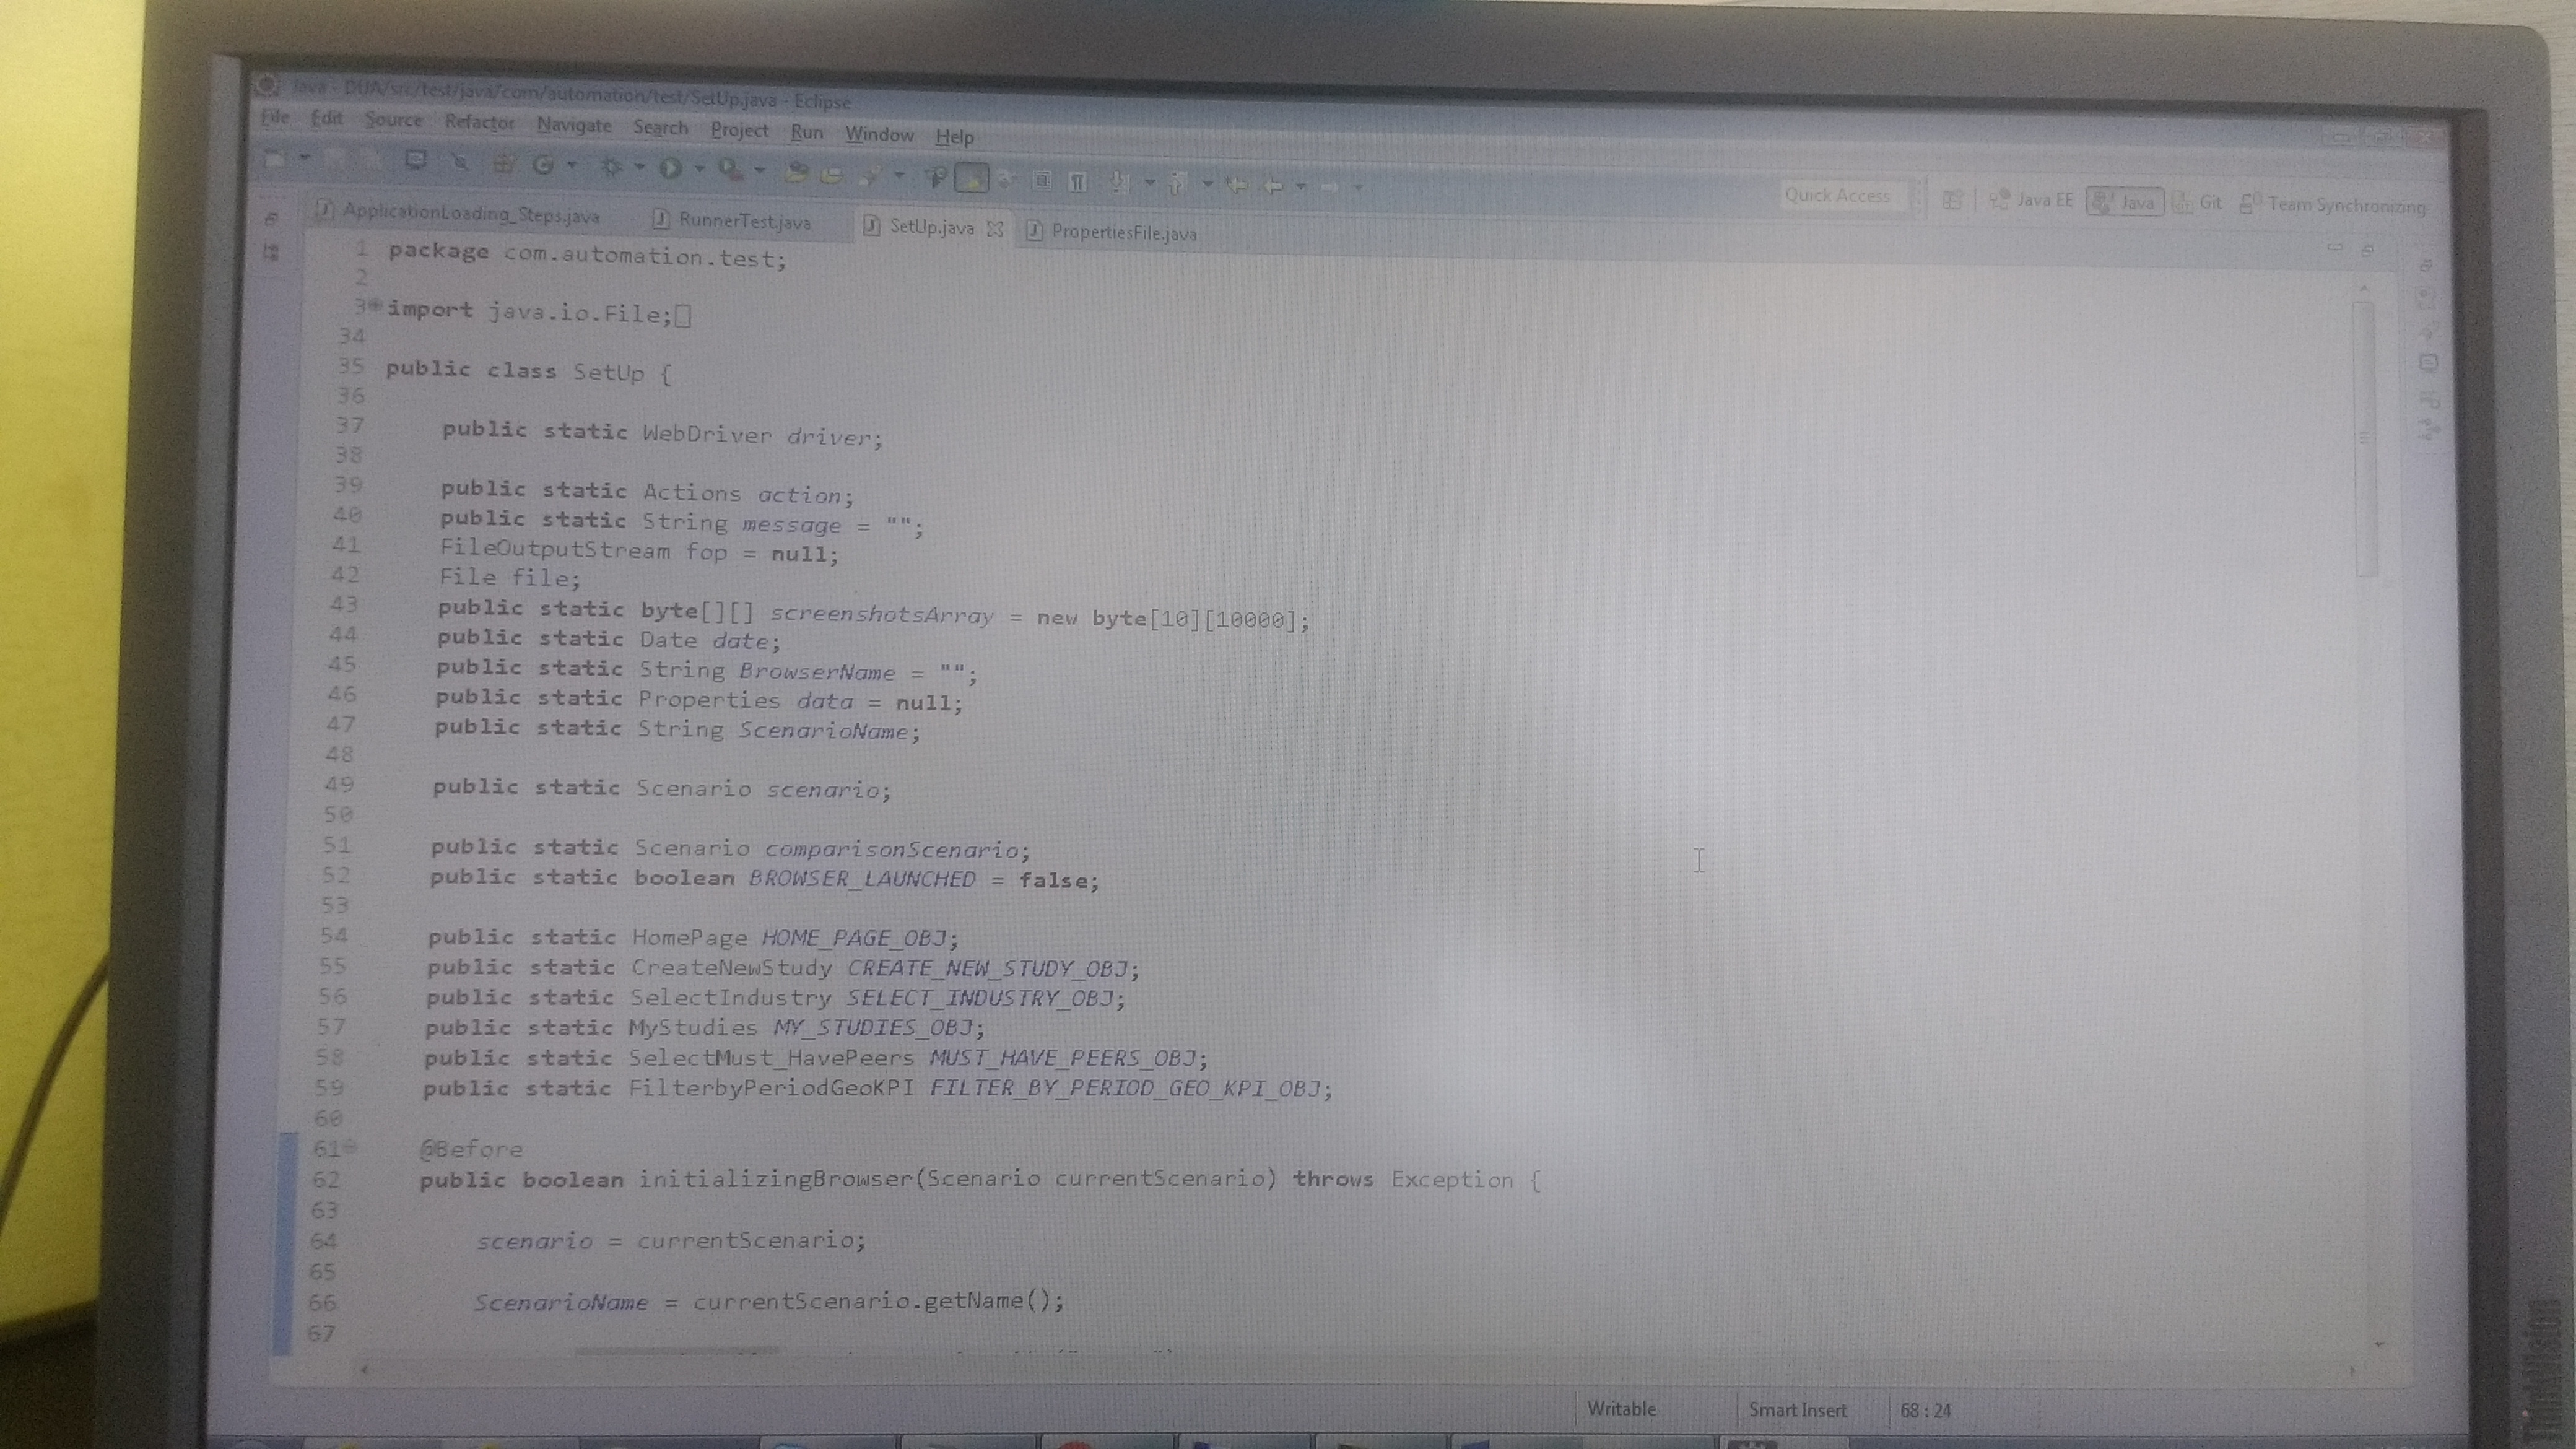 Java - DUA/src/test/java/com/automation/test/SetUp.java - Eclipse
File Edit Source Refactor Navigate Search Project Run Window Help
Quick Access Java EE Java Git Team Synchronizing
ApplicationLoading_Steps.java RunnerTest.java SetUp.java PropertiesFile.java
1 package com.automation.test;
2
3 import java.io.File;
34
35 public class SetUp {
36
37 public static WebDriver driver;
38
39 public static Actions action;
40 public static String message = "";
41 FileOutputStream fop = null;
42 File file;
43 public static byte[][] screenshotsArray = new byte[10][10000];
44 public static Date date;
45 public static String BrowserName = "";
46 public static Properties data = null;
47 public static String ScenarioName;
48
49 public static Scenario scenario;
50
51 public static Scenario comparisonScenario;
52 public static boolean BROWSER_LAUNCHED = false;
53
54 public static HomePage HOME_PAGE_OBJ;
55 public static CreateNewStudy CREATE_NEW_STUDY_OBJ;
56 public static SelectIndustry SELECT_INDUSTRY_OBJ;
57 public static MyStudies MY_STUDIES_OBJ;
58 public static SelectMust_HavePeers MUST_HAVE_PEERS_OBJ;
59 public static FilterbyPeriodGeoKPI FILTER_BY_PERIOD_GEO_KPI_OBJ;
60
61 @Before
62 public boolean initializingBrowser(Scenario currentScenario) throws Exception {
63
64 scenario = currentScenario;
65
66 ScenarioName = currentScenario.getName();
67
Writable Smart Insert 68 : 24
ThinkVision